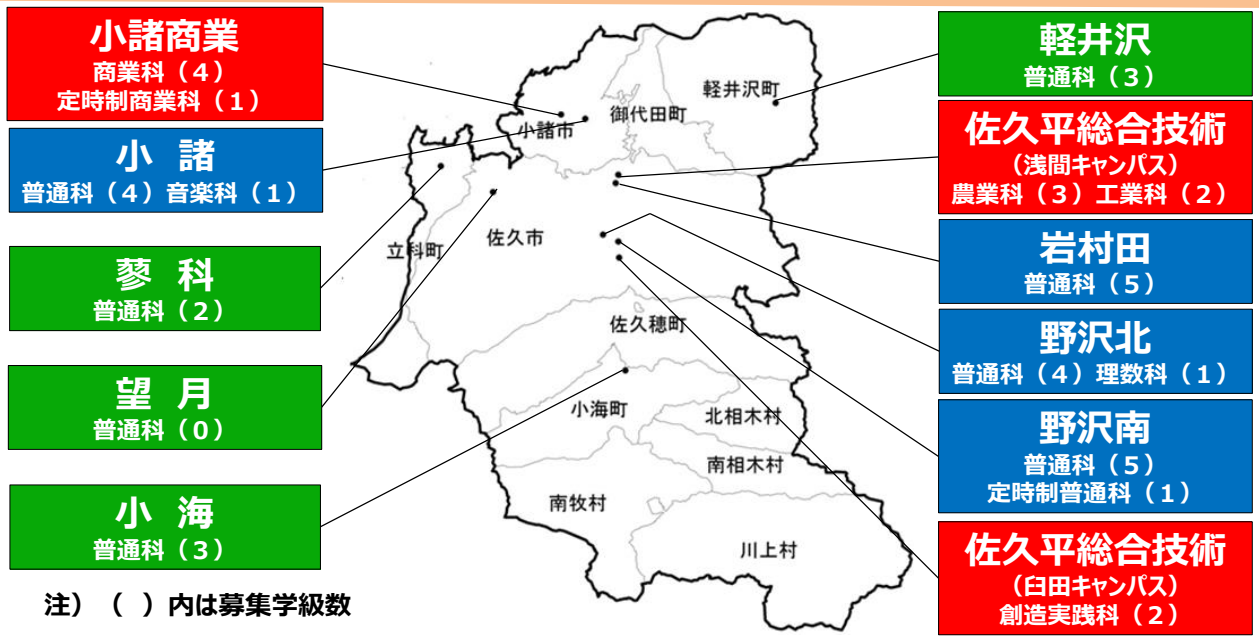 小諸商業
商業科（４）
定時制商業科（１）
小 諸
普通科（４）音楽科（１）
蓼 科
普通科（２）
望 月
普通科（０）
小 海
普通科（３）
注）（ ）内は募集学級数
軽井沢町
御代田町
小諸市
立科町
佐久市
佐久穂町
小海町
北相木村
南相木村
南牧村
川上村
軽井沢
普通科（３）
佐久平総合技術
（浅間キャンパス）
農業科（３）工業科（２）
岩村田
普通科（５）
野沢北
普通科（４）理数科（１）
野沢南
普通科（５）
定時制普通科（１）
佐久平総合技術
（臼田キャンパス）
創造実践科（２）